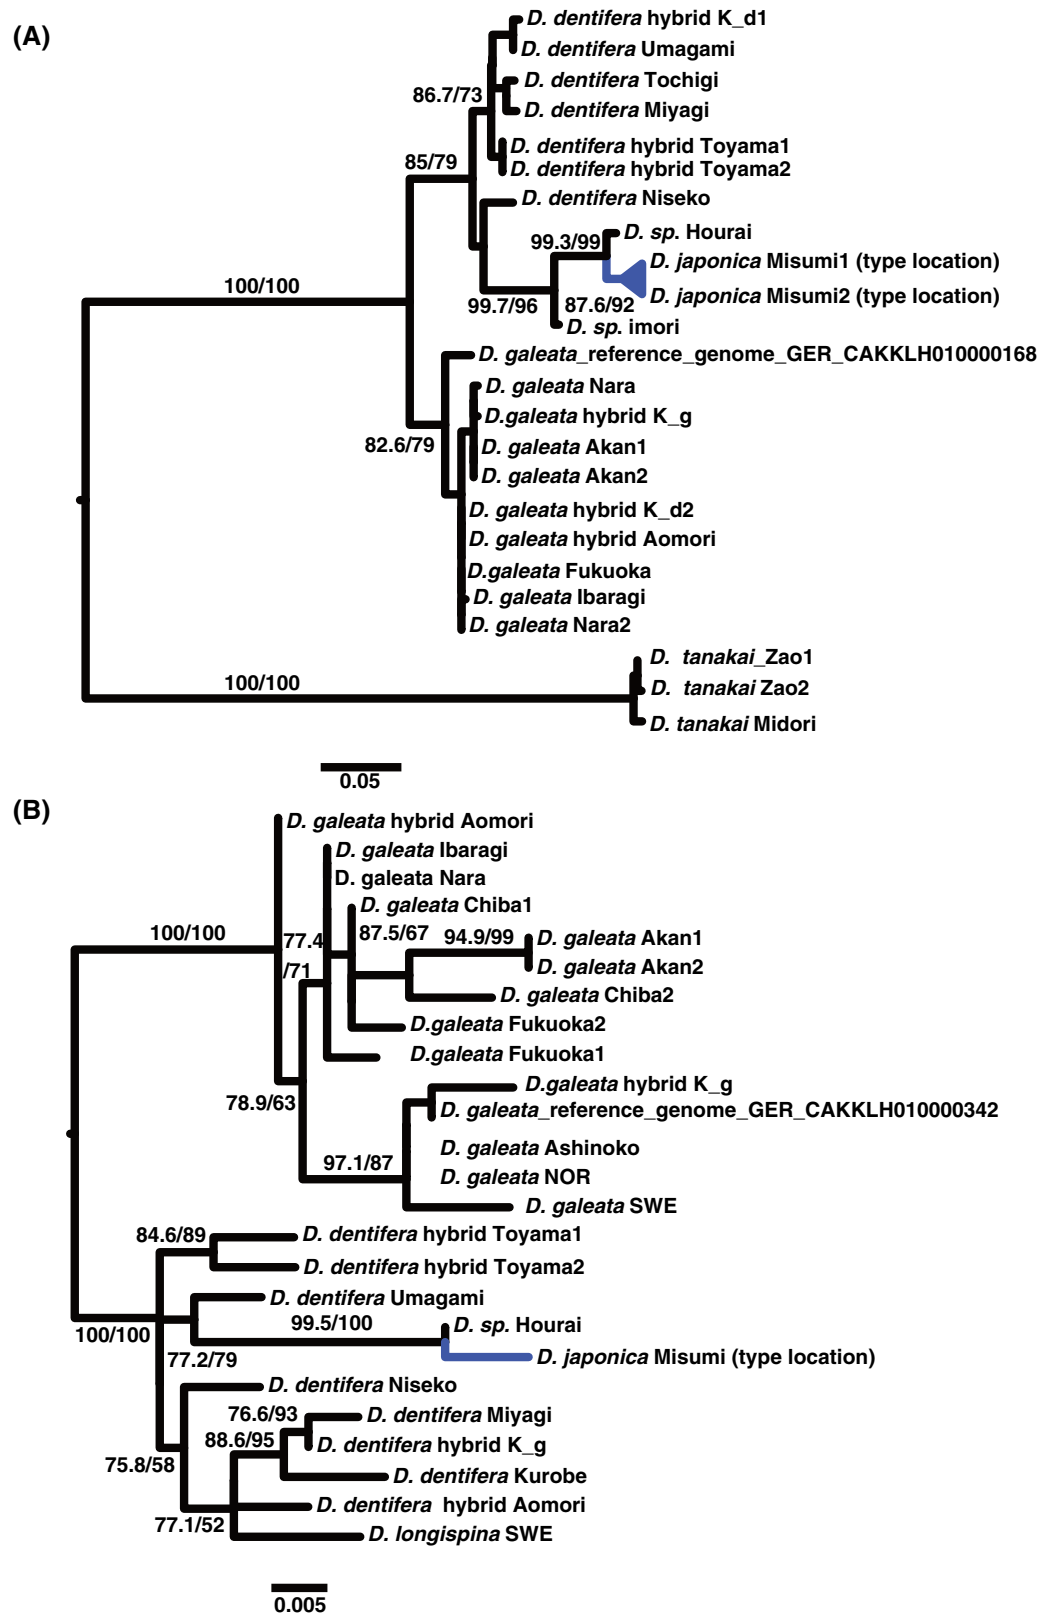 (A)
D. dentifera hybrid K_d1
D. dentifera Umagami
D. dentifera Tochigi
86.7/73
D. dentifera Miyagi
D. dentifera hybrid Toyama1
85/79
D. dentifera hybrid Toyama2
D. dentifera Niseko
D. sp. Hourai
99.3/99
D. japonica Misumi1 (type location)
100/100
D. japonica Misumi2 (type location)
99.7/96
87.6/92
D. sp. imori
D. galeata_reference_genome_GER_CAKKLH010000168
D. galeata Nara
D.galeata hybrid K_g
82.6/79
D. galeata Akan1
D. galeata Akan2
D. galeata hybrid K_d2
D. galeata hybrid Aomori
D.galeata Fukuoka
D. galeata Ibaragi
D. galeata Nara2
D. tanakai_Zao1
100/100
D. tanakai Zao2
D. tanakai Midori
0.05
(B)
D. galeata hybrid Aomori
D. galeata Ibaragi
D. galeata Nara
D. galeata Chiba1
100/100
77.4
/71
87.5/67
94.9/99
D. galeata Akan1
D. galeata Akan2
D. galeata Chiba2
D.galeata Fukuoka2
D.galeata Fukuoka1
D.galeata hybrid K_g
78.9/63
D. galeata_reference_genome_GER_CAKKLH010000342
D. galeata Ashinoko
97.1/87
D. galeata NOR
D. galeata SWE
84.6/89
D. dentifera hybrid Toyama1
D. dentifera hybrid Toyama2
D. dentifera Umagami
99.5/100
D. sp. Hourai
100/100
77.2/79
D. japonica Misumi (type location)
D. dentifera Niseko
76.6/93
D. dentifera Miyagi
88.6/95
D. dentifera hybrid K_g
75.8/58
D. dentifera Kurobe
D. dentifera hybrid Aomori
77.1/52
D. longispina SWE
0.005